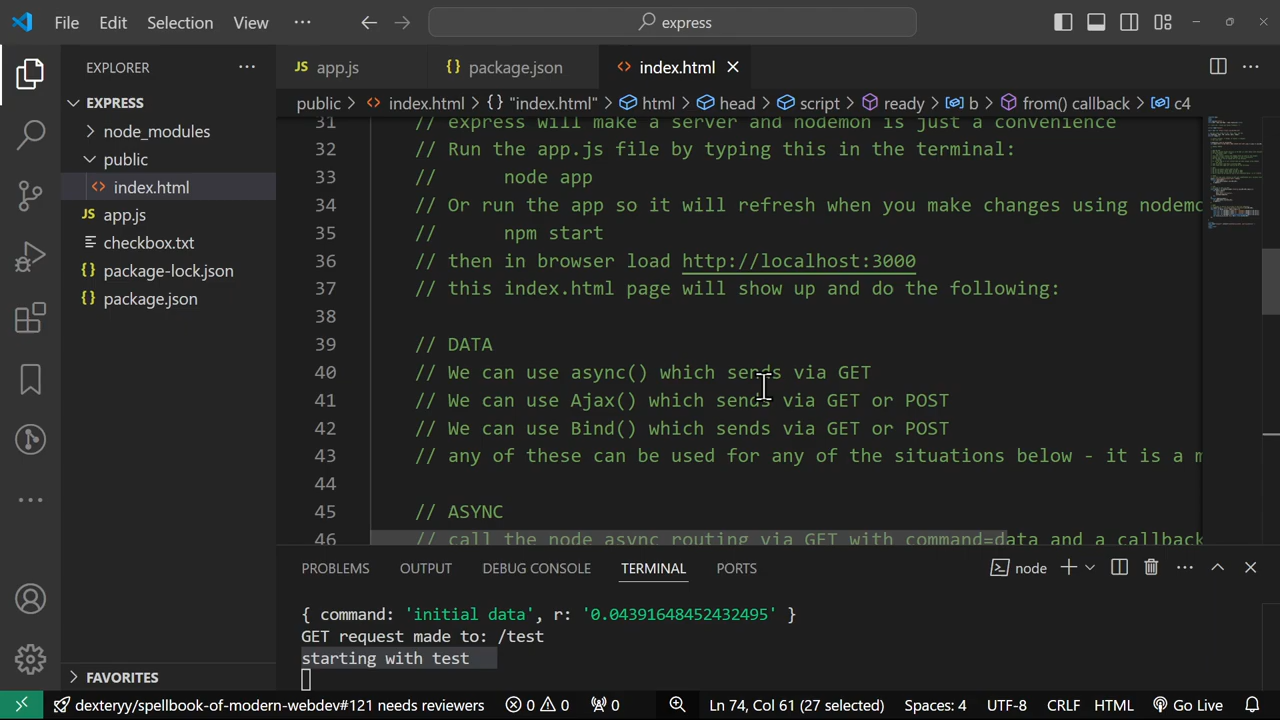 File Edit Selection View ··· express
EXPLORER ···
EXPRESS
node_modules
public
<> index.html
JS app.js
checkbox.txt
{} package-lock.json
{} package.json
FAVORITES
JS app.js {} package.json <> index.html
public > <> index.html > {} "index.html" > html > head > script > ready > b > from() callback > c4
31 // express will make a server and nodemon is just a convenience
32 // Run the app.js file by typing this in the terminal:
33 // node app
34 // Or run the app so it will refresh when you make changes using nodemo
35 // npm start
36 // then in browser load http://localhost:3000
37 // this index.html page will show up and do the following:
38
39 // DATA
40 // We can use async() which sends via GET
41 // We can use Ajax() which sends via GET or POST
42 // We can use Bind() which sends via GET or POST
43 // any of these can be used for any of the situations below - it is a m
44
45 // ASYNC
46 // call the node async routing via GET with command=data and a callback
PROBLEMS OUTPUT DEBUG CONSOLE TERMINAL PORTS node
{ command: 'initial data', r: '0.04391648452432495' }
GET request made to: /test
starting with test
dexteryy/spellbook-of-modern-webdev#121 needs reviewers 0 0 0 Ln 74, Col 61 (27 selected) Spaces: 4 UTF-8 CRLF HTML Go Live